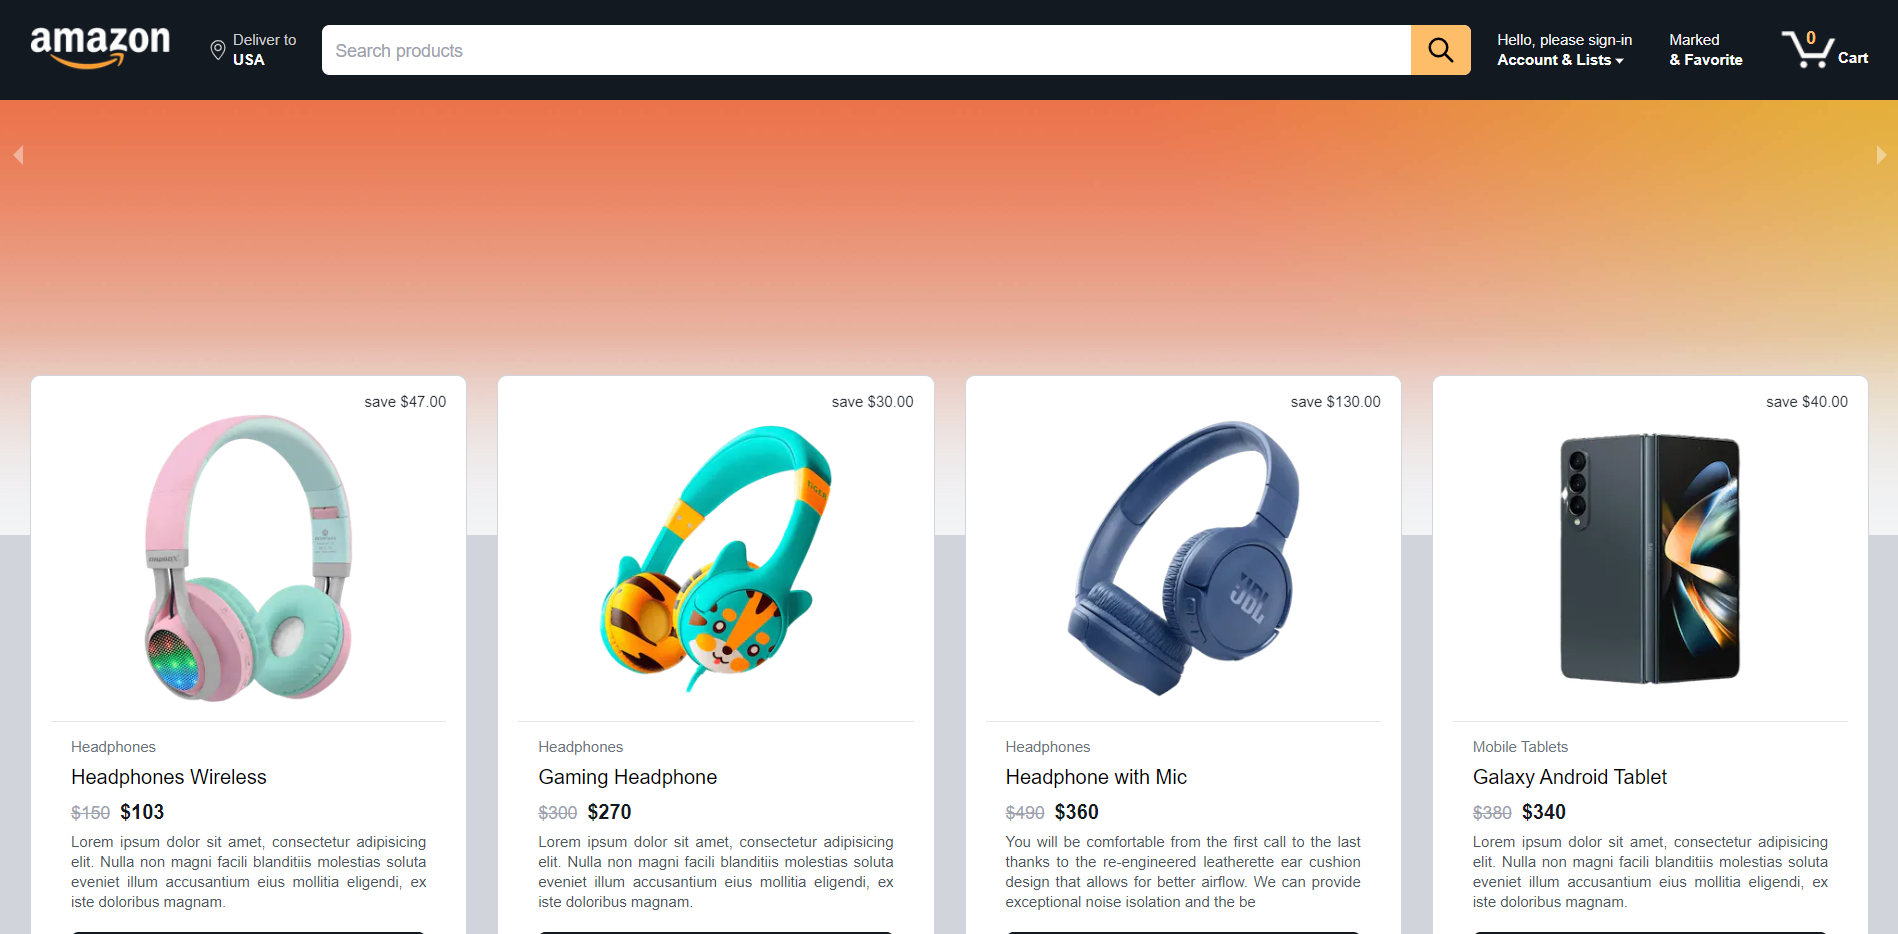 amazon
Deliver to
USA
Search products
Hello, please sign-in
Account & Lists
Marked
& Favorite
0
Cart
save $47.00
save $30.00
save $130.00
save $40.00
TIGER
JBL
Headphones
Headphones Wireless
$150 $103
Lorem ipsum dolor sit amet, consectetur adipisicing
elit. Nulla non magni facili blanditiis molestias soluta
eveniet illum accusantium eius mollitia eligendi, ex
iste doloribus magnam.
Headphones
Gaming Headphone
$300 $270
Lorem ipsum dolor sit amet, consectetur adipisicing
elit. Nulla non magni facili blanditiis molestias soluta
eveniet illum accusantium eius mollitia eligendi, ex
iste doloribus magnam.
Headphones
Headphone with Mic
$490 $360
You will be comfortable from the first call to the last
thanks to the re-engineered leatherette ear cushion
design that allows for better airflow. We can provide
exceptional noise isolation and the be
Mobile Tablets
Galaxy Android Tablet
$380 $340
Lorem ipsum dolor sit amet, consectetur adipisicing
elit. Nulla non magni facili blanditiis molestias soluta
eveniet illum accusantium eius mollitia eligendi, ex
iste doloribus magnam.